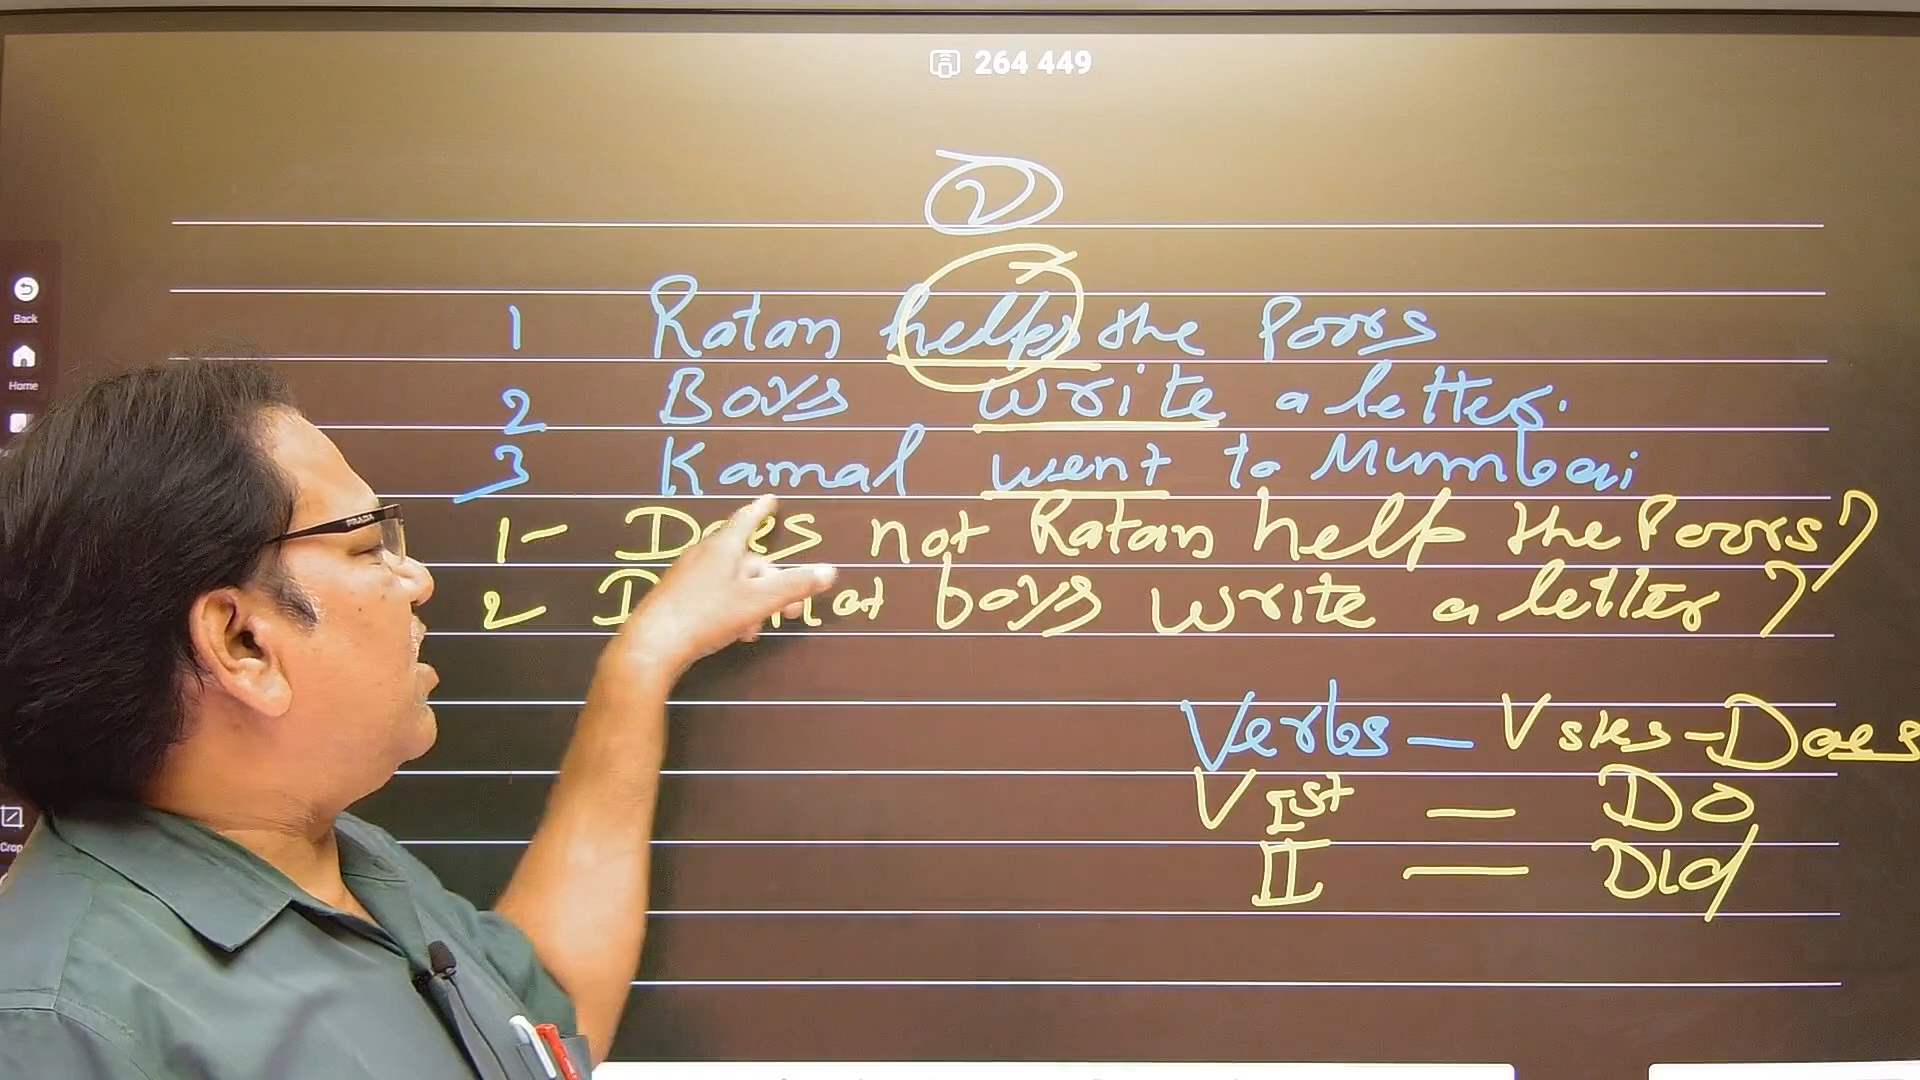 264 449
2
1 Ratan helps the Poors
2 Boys write a letter.
3 Kamal went to Mumbai
1- Does not Ratan help the Poors?
2- not boys write a letter?
Verbs - V s/es - Does
V Ist - DO
II - DId
Back
Home
Crop
PRADA